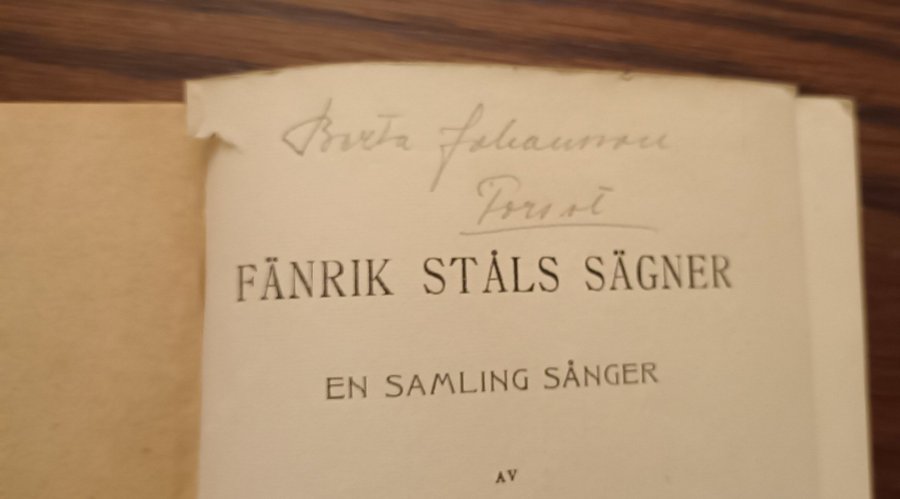 Berta Johansson
FÄNRIK STÅLS SÄGNER
EN SAMLING SÅNGER
AV